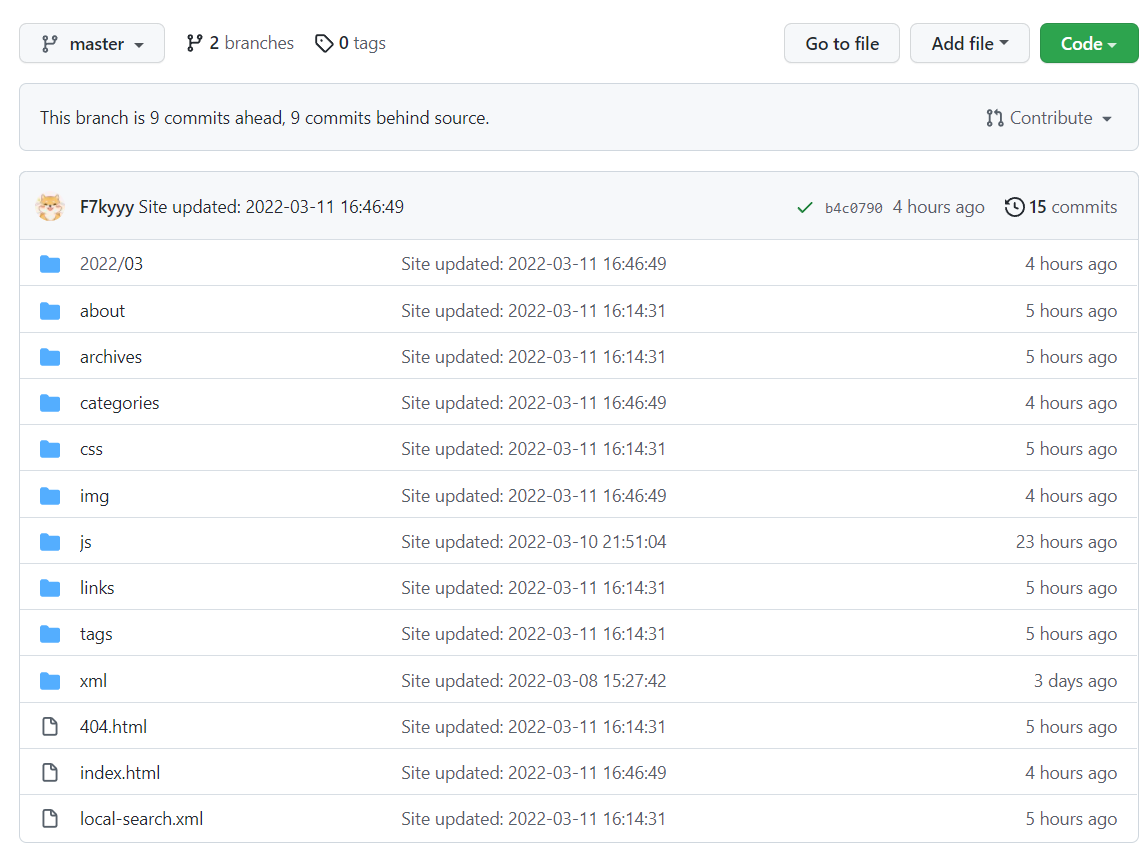 master 2 branches 0 tags Go to file Add file Code
This branch is 9 commits ahead, 9 commits behind source. Contribute
F7kyyy Site updated: 2022-03-11 16:46:49 b4c0790 4 hours ago 15 commits
2022/03 Site updated: 2022-03-11 16:46:49 4 hours ago
about Site updated: 2022-03-11 16:14:31 5 hours ago
archives Site updated: 2022-03-11 16:14:31 5 hours ago
categories Site updated: 2022-03-11 16:46:49 4 hours ago
css Site updated: 2022-03-11 16:14:31 5 hours ago
img Site updated: 2022-03-11 16:46:49 4 hours ago
js Site updated: 2022-03-10 21:51:04 23 hours ago
links Site updated: 2022-03-11 16:14:31 5 hours ago
tags Site updated: 2022-03-11 16:14:31 5 hours ago
xml Site updated: 2022-03-08 15:27:42 3 days ago
404.html Site updated: 2022-03-11 16:14:31 5 hours ago
index.html Site updated: 2022-03-11 16:46:49 4 hours ago
local-search.xml Site updated: 2022-03-11 16:14:31 5 hours ago